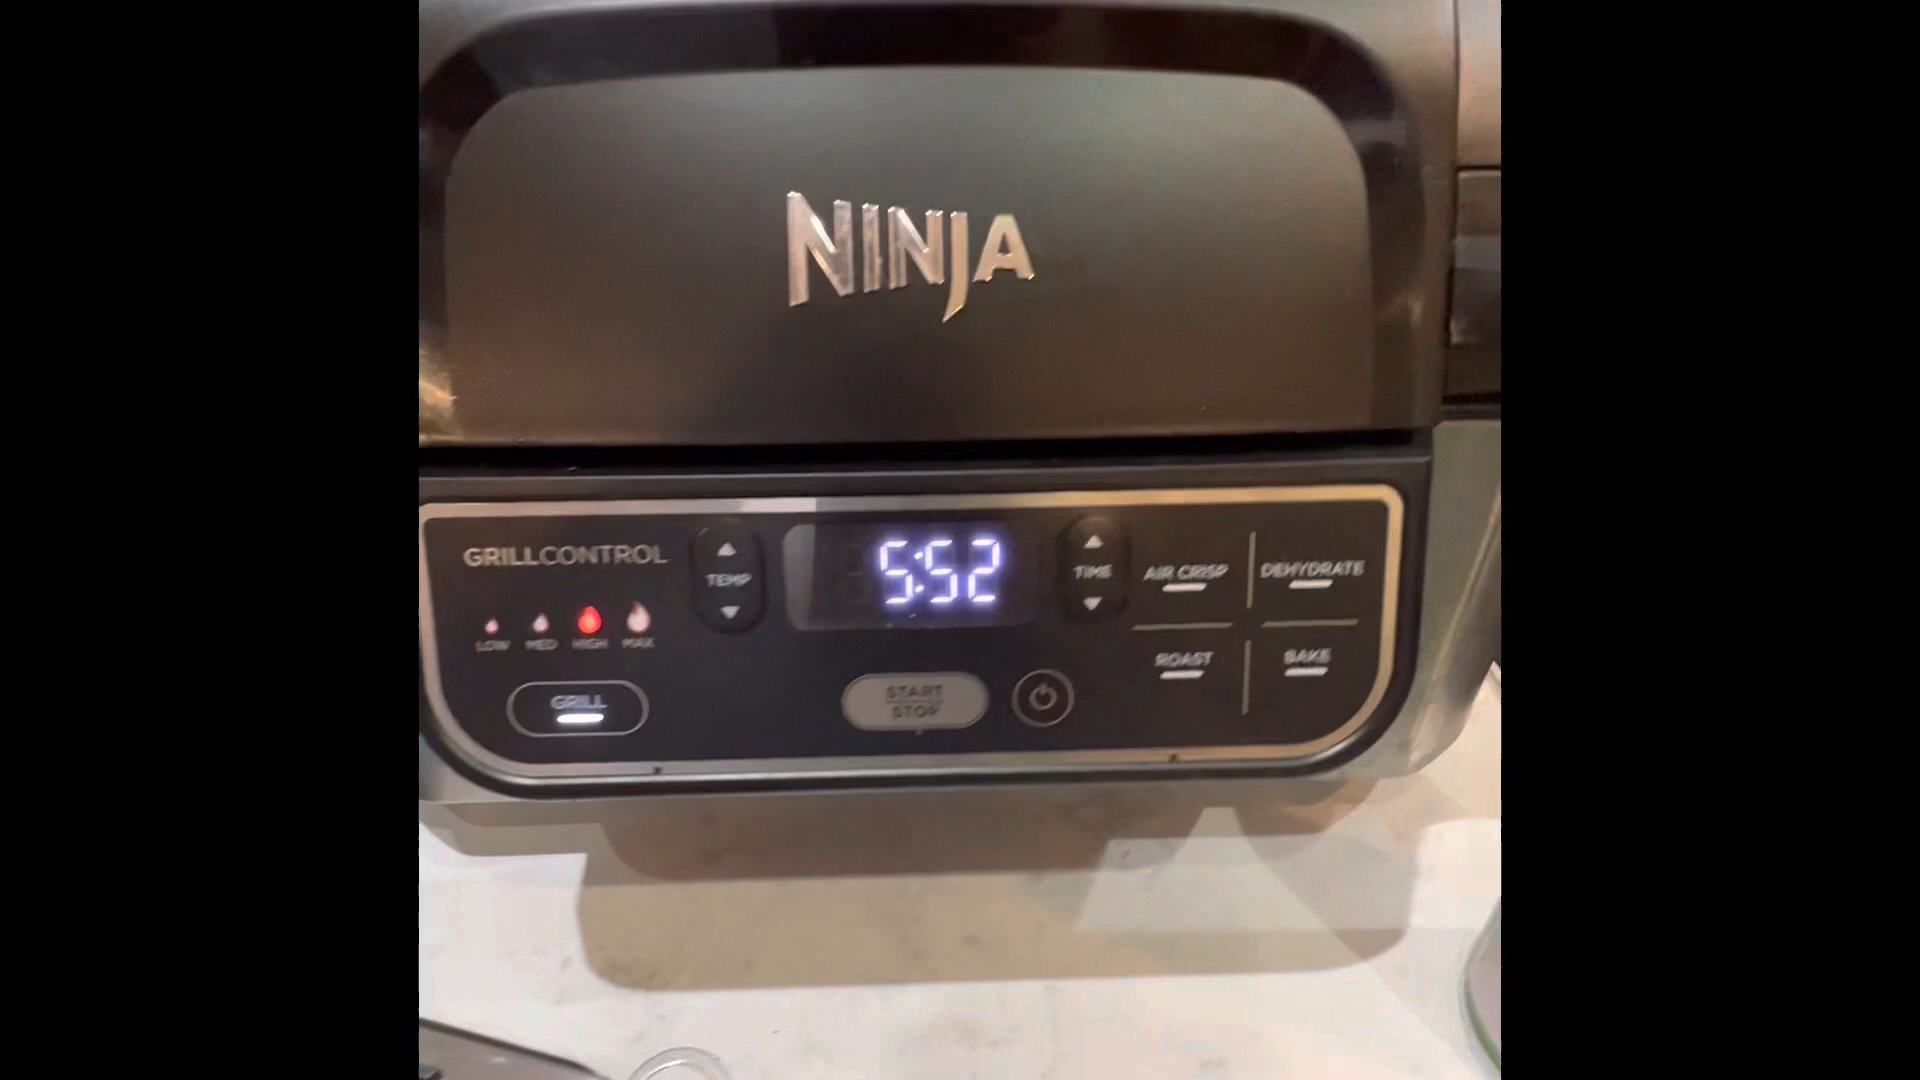 NINJA
GRILLCONTROL
LOW MED HIGH MAX
GRILL
TEMP
5:52
TIME
START
STOP
AIR CRISP
DEHYDRATE
ROAST
BAKE